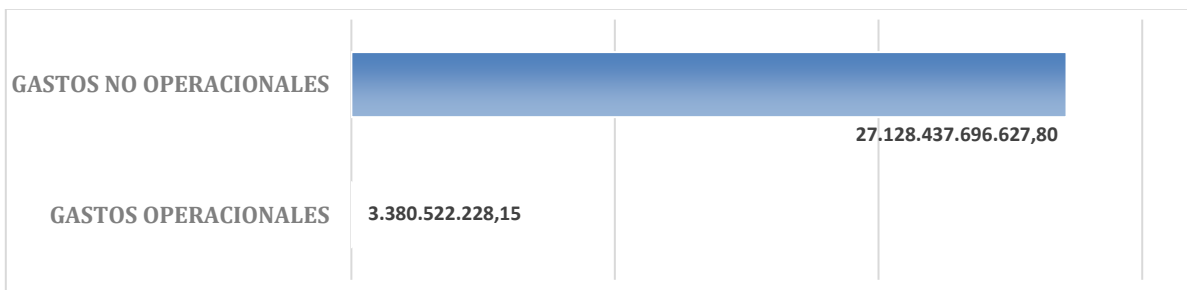 GASTOS NO OPERACIONALES
27.128.437.696.627,80
GASTOS OPERACIONALES
3.380.522.228,15